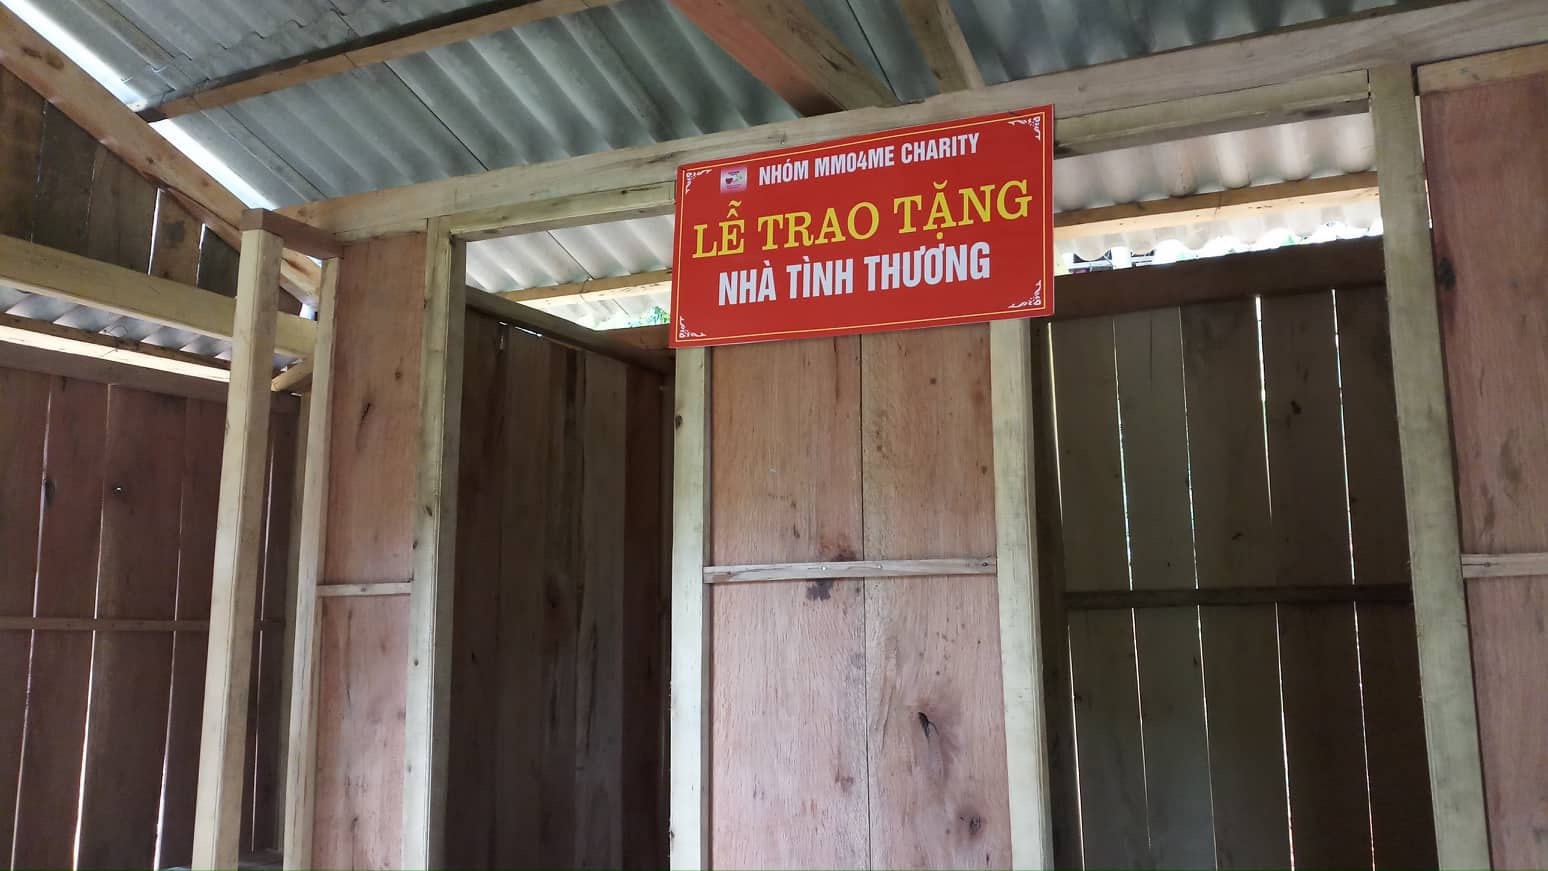 NHÓM MMO4ME CHARITY
LỄ TRAO TẶNG
NHÀ TÌNH THƯƠNG